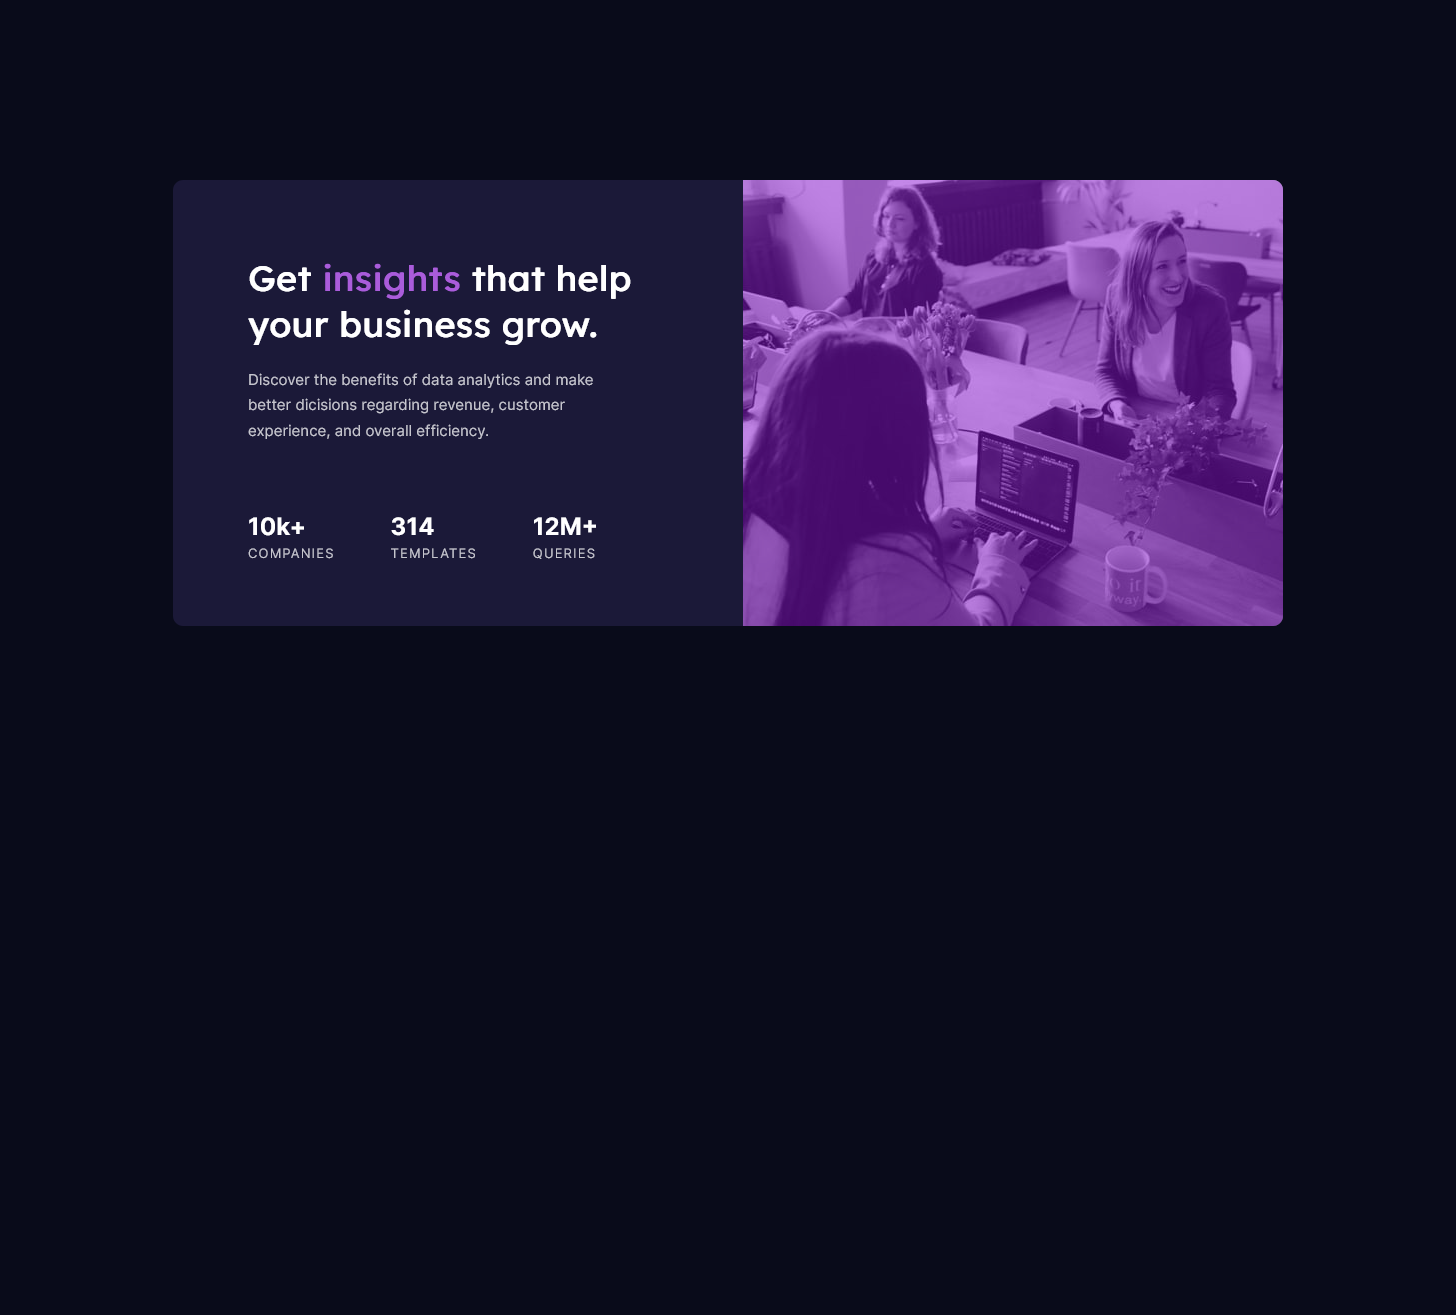 Get insights that help
your business grow.
Discover the benefits of data analytics and make
better dicisions regarding revenue, customer
experience, and overall efficiency.
10k+ 314 12M+
COMPANIES TEMPLATES QUERIES